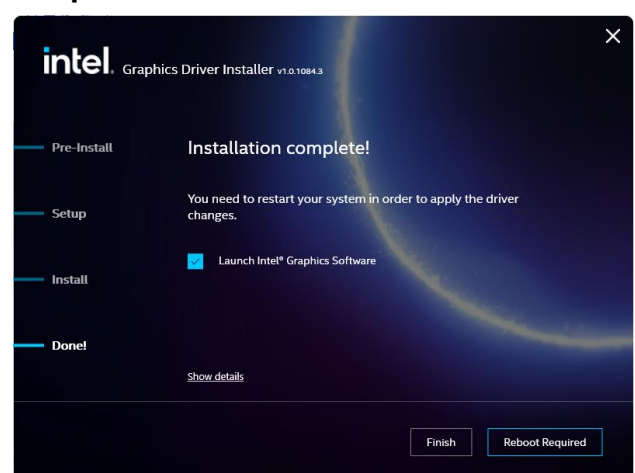 intel. Graphics Driver Installer v1.0.1084.3
Pre-Install
Setup
Install
Done!
Installation complete!
You need to restart your system in order to apply the driver
changes.
Launch Intel® Graphics Software
Show details
Finish
Reboot Required